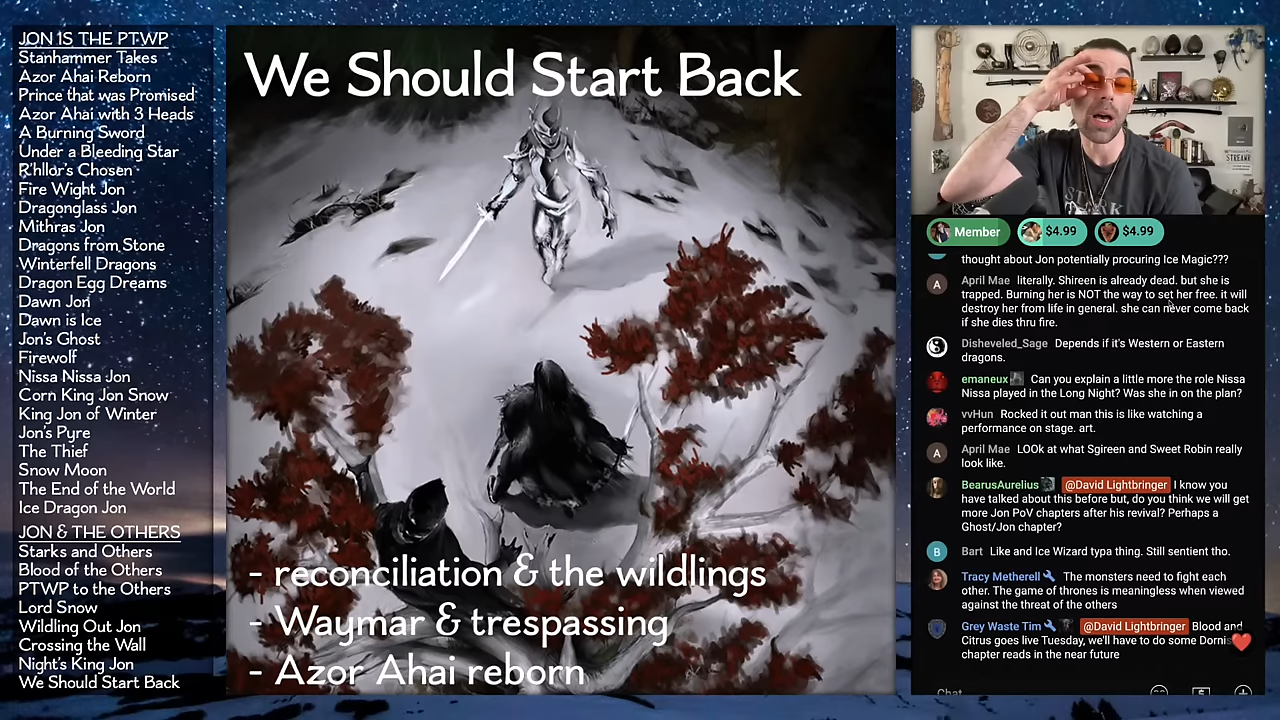 JON IS THE PTWP
Stanhammer Takes
Azor Ahai Reborn
Prince that was Promised
Azor Ahai with 3 Heads
A Burning Sword
Under a Bleeding Star
R'hllor's Chosen
Fire Wight Jon
Dragonglass Jon
Mithras Jon
Dragons from Stone
Winterfell Dragons
Dragon Egg Dreams
Dawn Jon
Dawn is Ice
Jon's Ghost
Firewolf
Nissa Nissa Jon
Corn King Jon Snow
King Jon of Winter
Jon's Pyre
The Thief
Snow Moon
The End of the World
Ice Dragon Jon
JON & THE OTHERS
Starks and Others
Blood of the Others
PTWP to the Others
Lord Snow
Wildling Out Jon
Crossing the Wall
Night's King Jon
We Should Start Back
We Should Start Back
- reconciliation & the wildlings
- Waymar & trespassing
- Azor Ahai reborn
STREAMR
STARK
Member
$4.99
$4.99
thought about Jon potentially procuring Ice Magic???
A April Mae literally. Shireen is already dead. but she is
trapped. Burning her is NOT the way to set her free. it will
destroy her from life in general. she can never come back
if she dies thru fire.
Disheveled_Sage Depends if it's Western or Eastern
dragons.
emaneux Can you explain a little more the role Nissa
Nissa played in the Long Night? Was she in on the plan?
vvHun Rocked it out man this is like watching a
performance on stage. art.
A April Mae LOOk at what Sgireen and Sweet Robin really
look like.
BearusAurelius @David Lightbringer I know you
have talked about this before but, do you think we will get
more Jon PoV chapters after his revival? Perhaps a
Ghost/Jon chapter?
B Bart Like and Ice Wizard typa thing. Still sentient tho.
Tracy Metherell The monsters need to fight each
other. The game of thrones is meaningless when viewed
against the threat of the others
Grey Waste Tim @David Lightbringer Blood and
Citrus goes live Tuesday, we'll have to do some Dornis
chapter reads in the near future
Chat